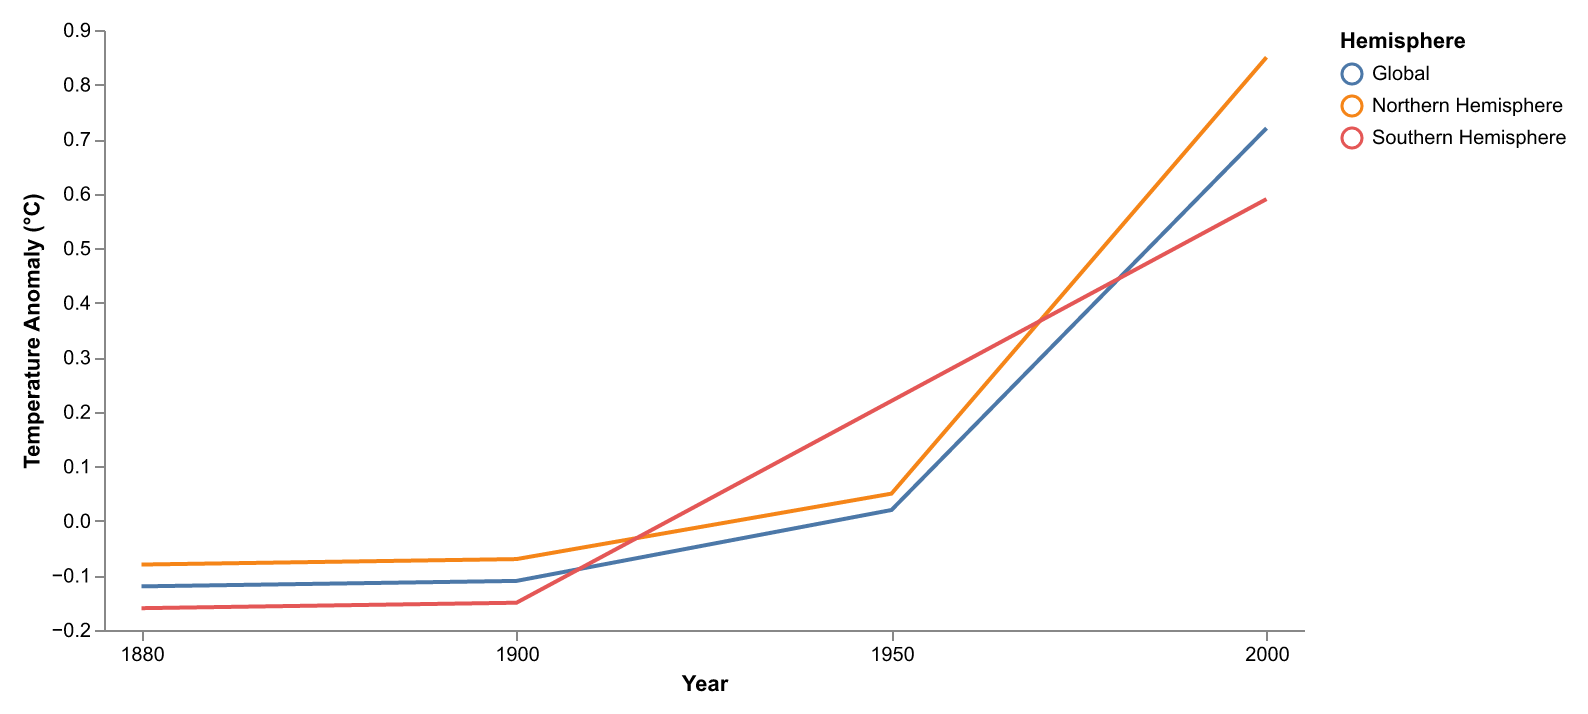 0.9
0.8
0.7
0.6
0.5
0.4
0.3
0.2
0.1
0.0
−0.1
−0.2
Temperature Anomaly (°C)
1880 1900 1950 2000
Year
Hemisphere
Global
Northern Hemisphere
Southern Hemisphere